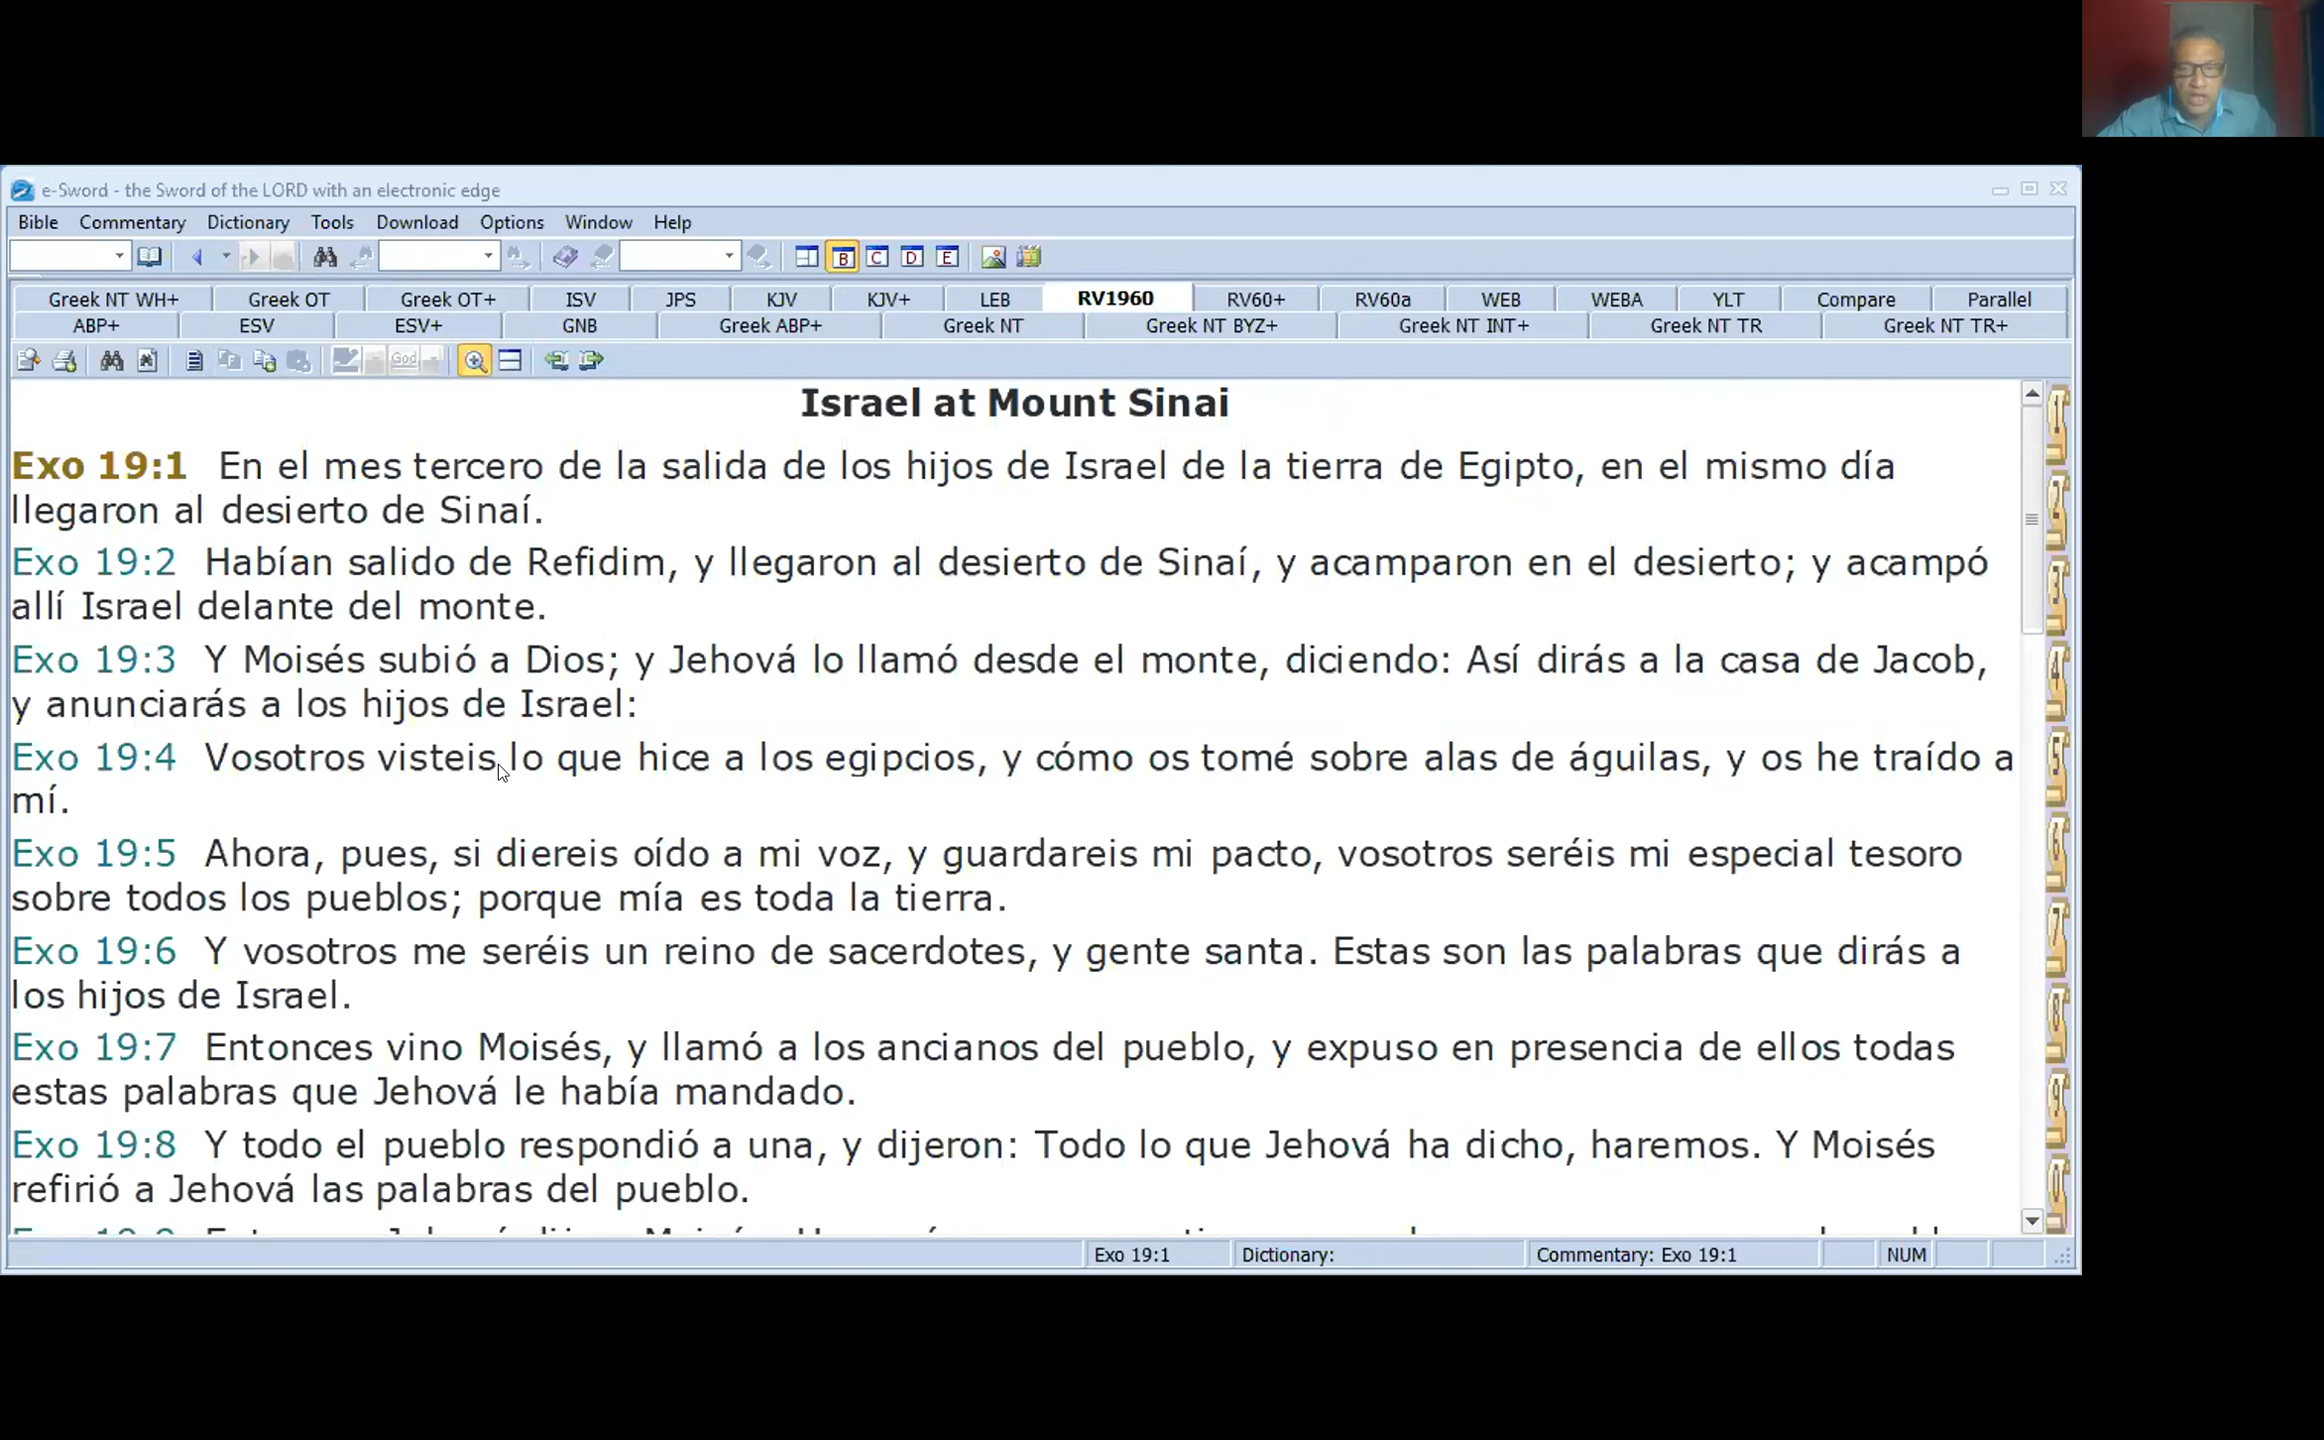 e-Sword - the Sword of the LORD with an electronic edge
Bible Commentary Dictionary Tools Download Options Window Help
B C D E
Greek NT WH+ Greek OT Greek OT+ ISV JPS KJV KJV+ LEB RV1960 RV60+ RV60a WEB WEBA YLT Compare Parallel
ABP+ ESV ESV+ GNB Greek ABP+ Greek NT Greek NT BYZ+ Greek NT INT+ Greek NT TR Greek NT TR+
God
Israel at Mount Sinai
Exo 19:1 En el mes tercero de la salida de los hijos de Israel de la tierra de Egipto, en el mismo día
llegaron al desierto de Sinaí.
Exo 19:2 Habían salido de Refidim, y llegaron al desierto de Sinaí, y acamparon en el desierto; y acampó
allí Israel delante del monte.
Exo 19:3 Y Moisés subió a Dios; y Jehová lo llamó desde el monte, diciendo: Así dirás a la casa de Jacob,
y anunciarás a los hijos de Israel:
Exo 19:4 Vosotros visteis lo que hice a los egipcios, y cómo os tomé sobre alas de águilas, y os he traído a
mí.
Exo 19:5 Ahora, pues, si diereis oído a mi voz, y guardareis mi pacto, vosotros seréis mi especial tesoro
sobre todos los pueblos; porque mía es toda la tierra.
Exo 19:6 Y vosotros me seréis un reino de sacerdotes, y gente santa. Estas son las palabras que dirás a
los hijos de Israel.
Exo 19:7 Entonces vino Moisés, y llamó a los ancianos del pueblo, y expuso en presencia de ellos todas
estas palabras que Jehová le había mandado.
Exo 19:8 Y todo el pueblo respondió a una, y dijeron: Todo lo que Jehová ha dicho, haremos. Y Moisés
refirió a Jehová las palabras del pueblo.
1
2
3
4
5
6
7
8
9
0
Exo 19:1 Dictionary: Commentary: Exo 19:1 NUM